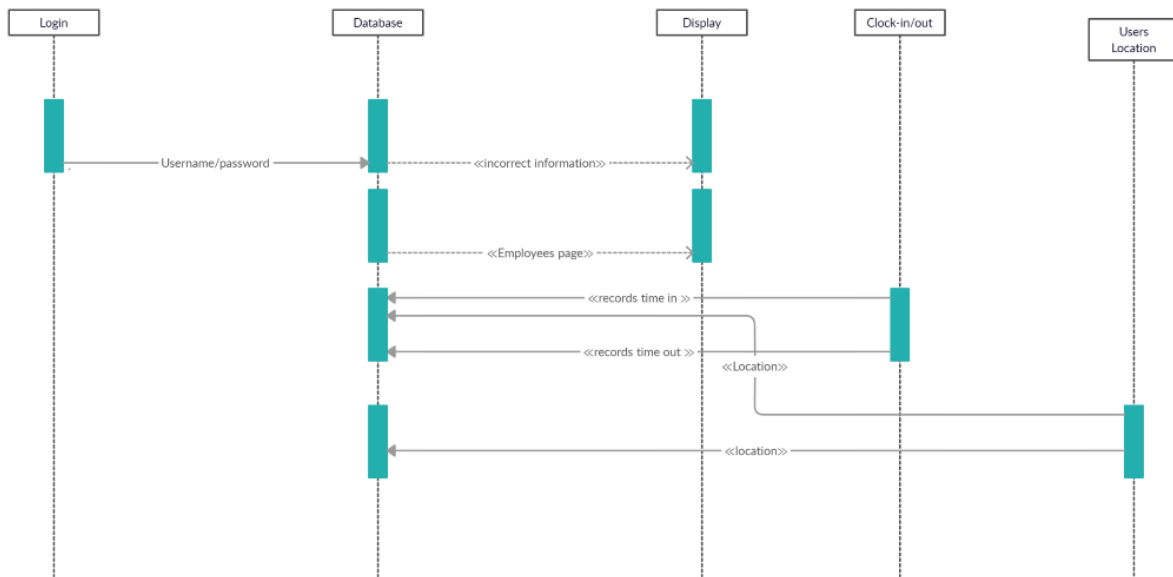 Login
Database
Display
Clock-in/out
Users
Location
Username/password
≪incorrect information≫
≪Employees page≫
≪records time in ≫
≪records time out ≫
≪Location≫
≪location≫